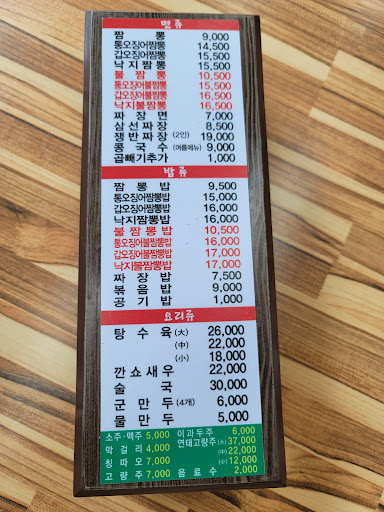 면류
짬뽕 9,000
통오징어짬뽕 14,500
갑오징어짬뽕 15,500
낙지짬뽕 15,500
불짬뽕 10,500
통오징어불짬뽕 15,500
갑오징어불짬뽕 16,500
낙지불짬뽕 16,500
짜장면 7,000
삼선짜장 8,500
쟁반짜장 (2인) 19,000
콩국수 (여름메뉴) 9,000
곱빼기추가 1,000
밥류
짬뽕밥 9,500
통오징어짬뽕밥 15,000
갑오징어짬뽕밥 16,000
낙지짬뽕밥 16,000
불짬뽕밥 10,500
통오징어불짬뽕밥 16,000
갑오징어불짬뽕밥 17,000
낙지불짬뽕밥 17,000
짜장밥 7,500
볶음밥 9,000
공기밥 1,000
요리류
탕수육 (大) 26,000
(中) 22,000
(小) 18,000
깐쇼새우 22,000
술국 30,000
군만두 (4개) 6,000
물만두 5,000
소주·맥주 5,000 이과두주 6,000
막걸리 4,000 연태고량주 (大) 37,000
(中) 22,000
칭따오 7,000 (小) 12,000
고량주 7,000 음료수 2,000